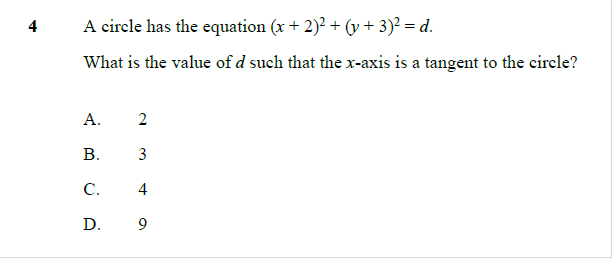 4 A circle has the equation (x + 2)² + (y + 3)² = d.
What is the value of d such that the x-axis is a tangent to the circle?
A. 2
B. 3
C. 4
D. 9